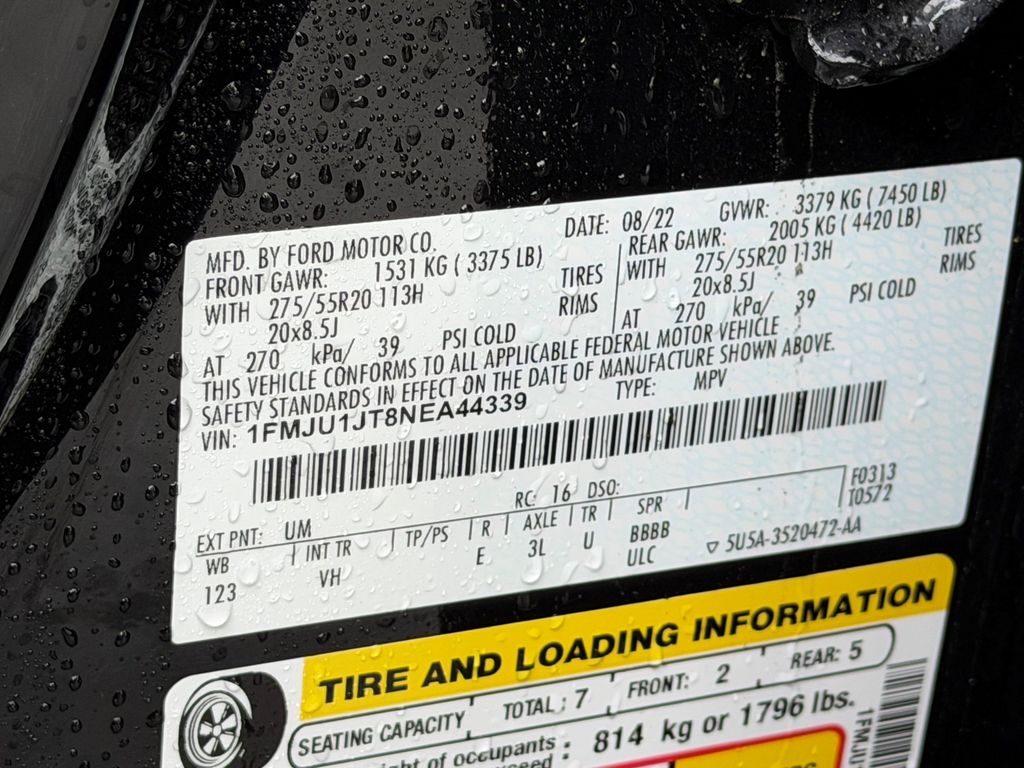 MFD. BY FORD MOTOR CO. DATE: 08/22 GVWR: 3379 KG ( 7450 LB)
FRONT GAWR: 1531 KG ( 3375 LB) REAR GAWR: 2005 KG ( 4420 LB)
WITH 275/55R20 113H TIRES WITH 275/55R20 113H TIRES
20x8.5J RIMS 20x8.5J RIMS
AT 270 kPa/ 39 PSI COLD AT 270 kPa/ 39 PSI COLD
THIS VEHICLE CONFORMS TO ALL APPLICABLE FEDERAL MOTOR VEHICLE
SAFETY STANDARDS IN EFFECT ON THE DATE OF MANUFACTURE SHOWN ABOVE.
VIN: 1FMJU1JT8NEA44339 TYPE: MPV
F0313
T0572
EXT PNT: UM RC: 16 DSO:
WB INT TR TP/PS R AXLE TR SPR
123 VH E 3L U BBBB
ULC 5U5A-3520472-AA
TIRE AND LOADING INFORMATION
SEATING CAPACITY TOTAL : 7 FRONT: 2 REAR: 5
of occupants : 814 kg or 1796 lbs.
1FMJU